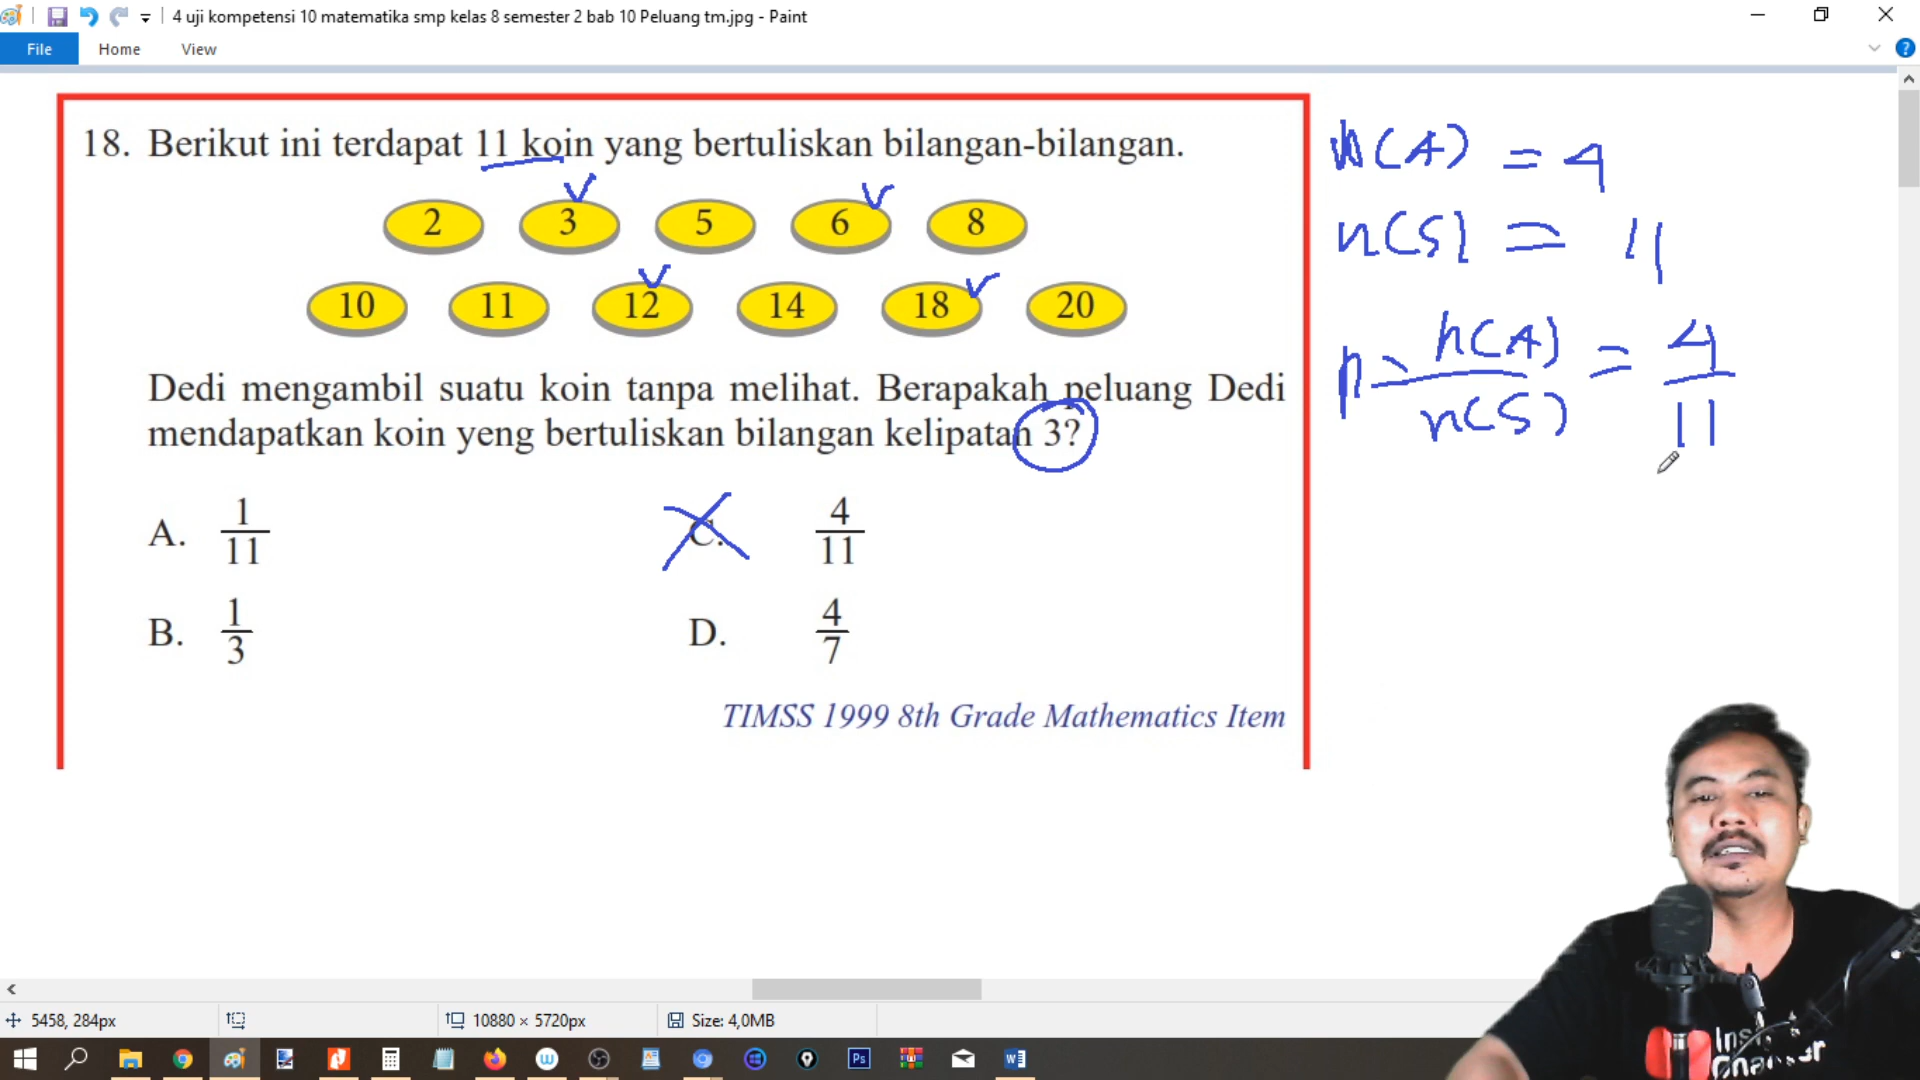 4 uji kompetensi 10 matematika smp kelas 8 semester 2 bab 10 Peluang tm.jpg - Paint
File Home View
18. Berikut ini terdapat 11 koin yang bertuliskan bilangan-bilangan.
2 3 5 6 8
10 11 12 14 18 20
Dedi mengambil suatu koin tanpa melihat. Berapakah peluang Dedi
mendapatkan koin yeng bertuliskan bilangan kelipatan 3?
A. 1/11
C. 4/11
B. 1/3
D. 4/7
TIMSS 1999 8th Grade Mathematics Item
n(A) = 4
n(S) = 11
P = n(A)/n(S) = 4/11
5458, 284px
10880 × 5720px
Size: 4,0MB
Ps